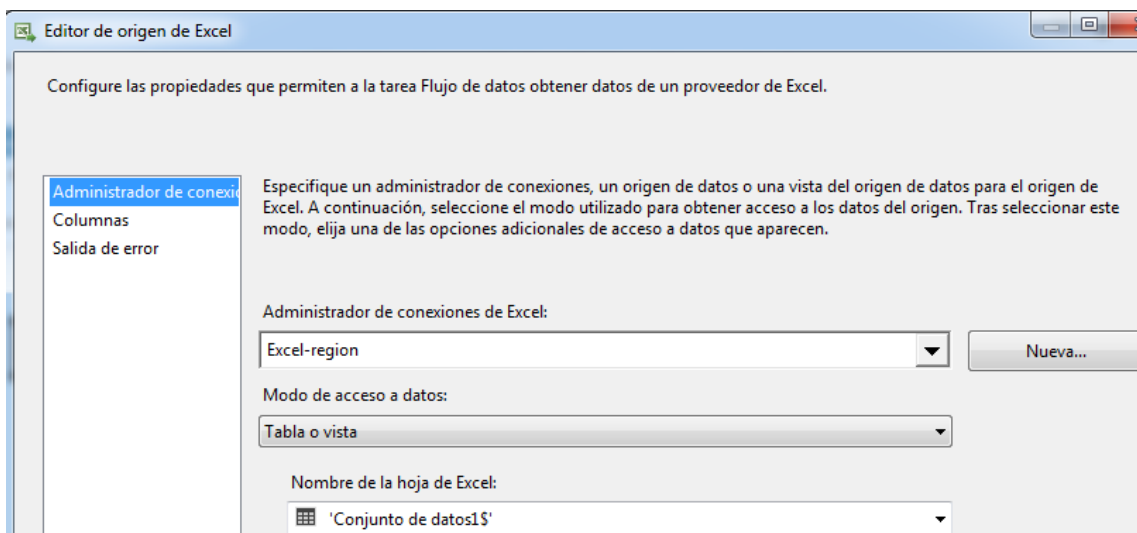 Editor de origen de Excel
Configure las propiedades que permiten a la tarea Flujo de datos obtener datos de un proveedor de Excel.
Administrador de
Columnas
Salida de error
Especifique un administrador de conexiones, un origen de datos o una vista del origen de datos para el origen de
Excel. A continuación, seleccione el modo utilizado para obtener acceso a los datos del origen. Tras seleccionar este
modo, elija una de las opciones adicionales de acceso a datos que aparecen.
Administrador de conexiones de Excel:
Excel-region
Nueva...
Modo de acceso a datos:
Tabla o vista
Nombre de la hoja de Excel:
'Conjunto de datos1$'